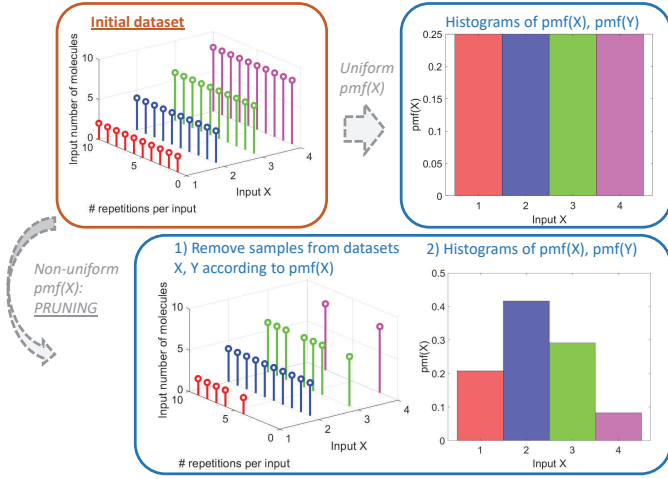 Initial dataset
Input number of molecules
10
5
0
10
5
0
1
2
3
4
Input X
# repetitions per input
Uniform
pmf(X)
Histograms of pmf(X), pmf(Y)
pmf(X)
0.25
0.2
0.15
0.1
0.05
0
1
2
3
4
Input X
Non-uniform
pmf(X):
PRUNING
1) Remove samples from datasets
X, Y according to pmf(X)
Input number of molecules
10
5
0
10
5
0
1
2
3
4
Input X
# repetitions per input
2) Histograms of pmf(X), pmf(Y)
pmf(X)
0.5
0.4
0.3
0.2
0.1
0
1
2
3
4
Input X